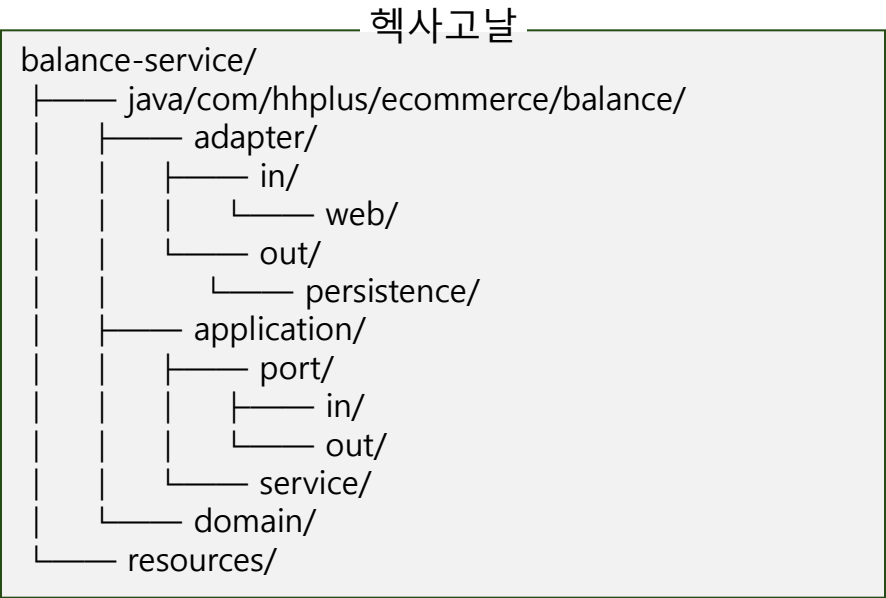 헥사고날
balance-service/
├── java/com/hhplus/ecommerce/balance/
│   ├── adapter/
│   │   ├── in/
│   │   │   └── web/
│   │   └── out/
│   │       └── persistence/
│   ├── application/
│   │   ├── port/
│   │   │   ├── in/
│   │   │   └── out/
│   │   └── service/
│   └── domain/
└── resources/